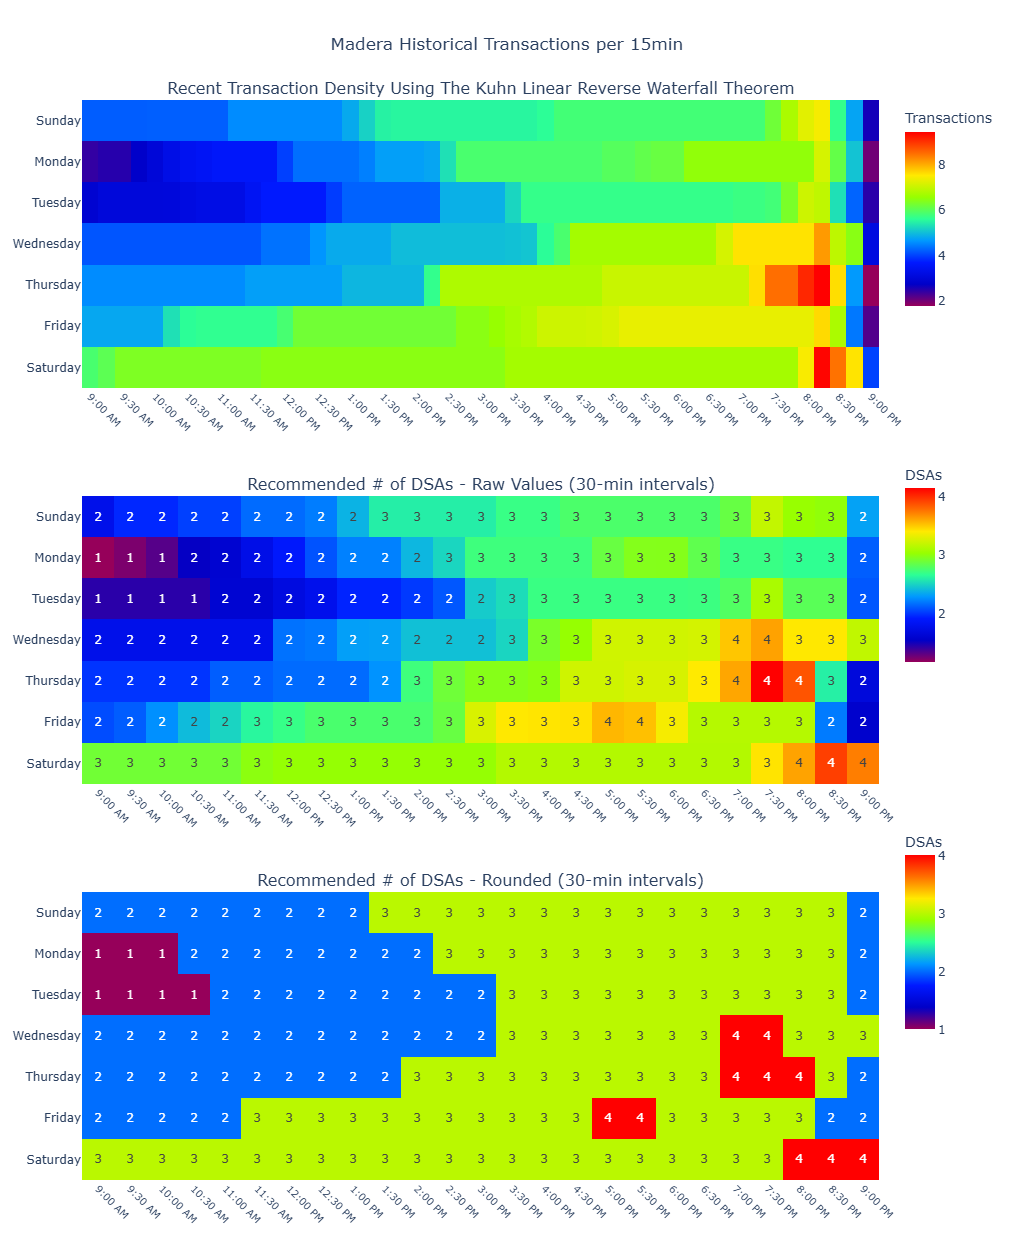 Madera Historical Transactions per 15min
Recent Transaction Density Using The Kuhn Linear Reverse Waterfall Theorem
Transactions
8
6
4
2
Sunday
Monday
Tuesday
Wednesday
Thursday
Friday
Saturday
9:00 AM 9:30 AM 10:00 AM 10:30 AM 11:00 AM 11:30 AM 12:00 PM 12:30 PM 1:00 PM 1:30 PM 2:00 PM 2:30 PM 3:00 PM 3:30 PM 4:00 PM 4:30 PM 5:00 PM 5:30 PM 6:00 PM 6:30 PM 7:00 PM 7:30 PM 8:00 PM 8:30 PM 9:00 PM
Recommended # of DSAs - Raw Values (30-min intervals)
DSAs
4
3
2
Sunday 2 2 2 2 2 2 2 2 2 3 3 3 3 3 3 3 3 3 3 3 3 3 3 3 2
Monday 1 1 1 2 2 2 2 2 2 2 2 3 3 3 3 3 3 3 3 3 3 3 3 3 2
Tuesday 1 1 1 1 2 2 2 2 2 2 2 2 2 3 3 3 3 3 3 3 3 3 3 3 2
Wednesday 2 2 2 2 2 2 2 2 2 2 2 2 2 3 3 3 3 3 3 3 4 4 3 3 3
Thursday 2 2 2 2 2 2 2 2 2 2 3 3 3 3 3 3 3 3 3 3 4 4 4 3 2
Friday 2 2 2 2 2 3 3 3 3 3 3 3 3 3 3 3 4 4 3 3 3 3 3 2 2
Saturday 3 3 3 3 3 3 3 3 3 3 3 3 3 3 3 3 3 3 3 3 3 3 4 4 4
9:00 AM 9:30 AM 10:00 AM 10:30 AM 11:00 AM 11:30 AM 12:00 PM 12:30 PM 1:00 PM 1:30 PM 2:00 PM 2:30 PM 3:00 PM 3:30 PM 4:00 PM 4:30 PM 5:00 PM 5:30 PM 6:00 PM 6:30 PM 7:00 PM 7:30 PM 8:00 PM 8:30 PM 9:00 PM
Recommended # of DSAs - Rounded (30-min intervals)
DSAs
4
3
2
1
Sunday 2 2 2 2 2 2 2 2 2 3 3 3 3 3 3 3 3 3 3 3 3 3 3 3 2
Monday 1 1 1 2 2 2 2 2 2 2 2 3 3 3 3 3 3 3 3 3 3 3 3 3 2
Tuesday 1 1 1 1 2 2 2 2 2 2 2 2 2 3 3 3 3 3 3 3 3 3 3 3 2
Wednesday 2 2 2 2 2 2 2 2 2 2 2 2 2 3 3 3 3 3 3 3 4 4 3 3 3
Thursday 2 2 2 2 2 2 2 2 2 2 3 3 3 3 3 3 3 3 3 3 4 4 4 3 2
Friday 2 2 2 2 2 3 3 3 3 3 3 3 3 3 3 3 4 4 3 3 3 3 3 2 2
Saturday 3 3 3 3 3 3 3 3 3 3 3 3 3 3 3 3 3 3 3 3 3 3 4 4 4
9:00 AM 9:30 AM 10:00 AM 10:30 AM 11:00 AM 11:30 AM 12:00 PM 12:30 PM 1:00 PM 1:30 PM 2:00 PM 2:30 PM 3:00 PM 3:30 PM 4:00 PM 4:30 PM 5:00 PM 5:30 PM 6:00 PM 6:30 PM 7:00 PM 7:30 PM 8:00 PM 8:30 PM 9:00 PM